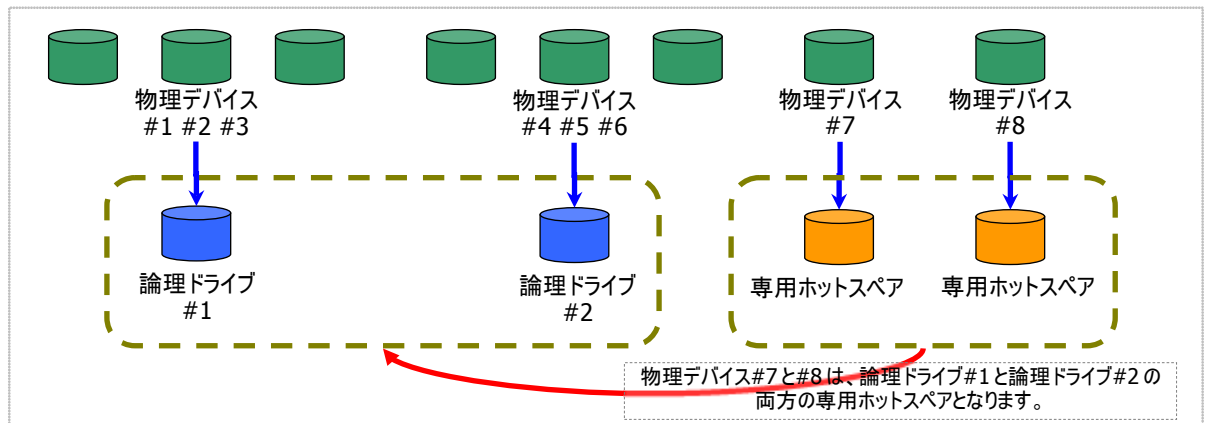 物理デバイス
#1 #2 #3
物理デバイス
#4 #5 #6
物理デバイス
#7
物理デバイス
#8
論理ドライブ
#1
論理ドライブ
#2
専用ホットスペア
専用ホットスペア
物理デバイス#7と#8は、論理ドライブ#1と論理ドライブ#2の
両方の専用ホットスペアとなります。